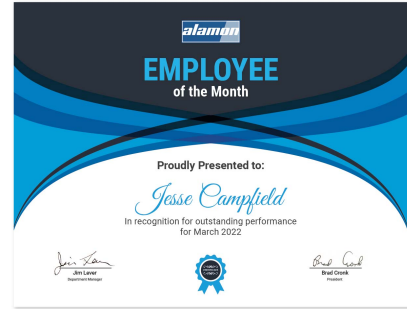 alamon
EMPLOYEE
of the Month
Proudly Presented to:
Jesse Campfield
In recognition for outstanding performance
for March 2022
Jim Lever
Department Manager
Brad Cronk
President